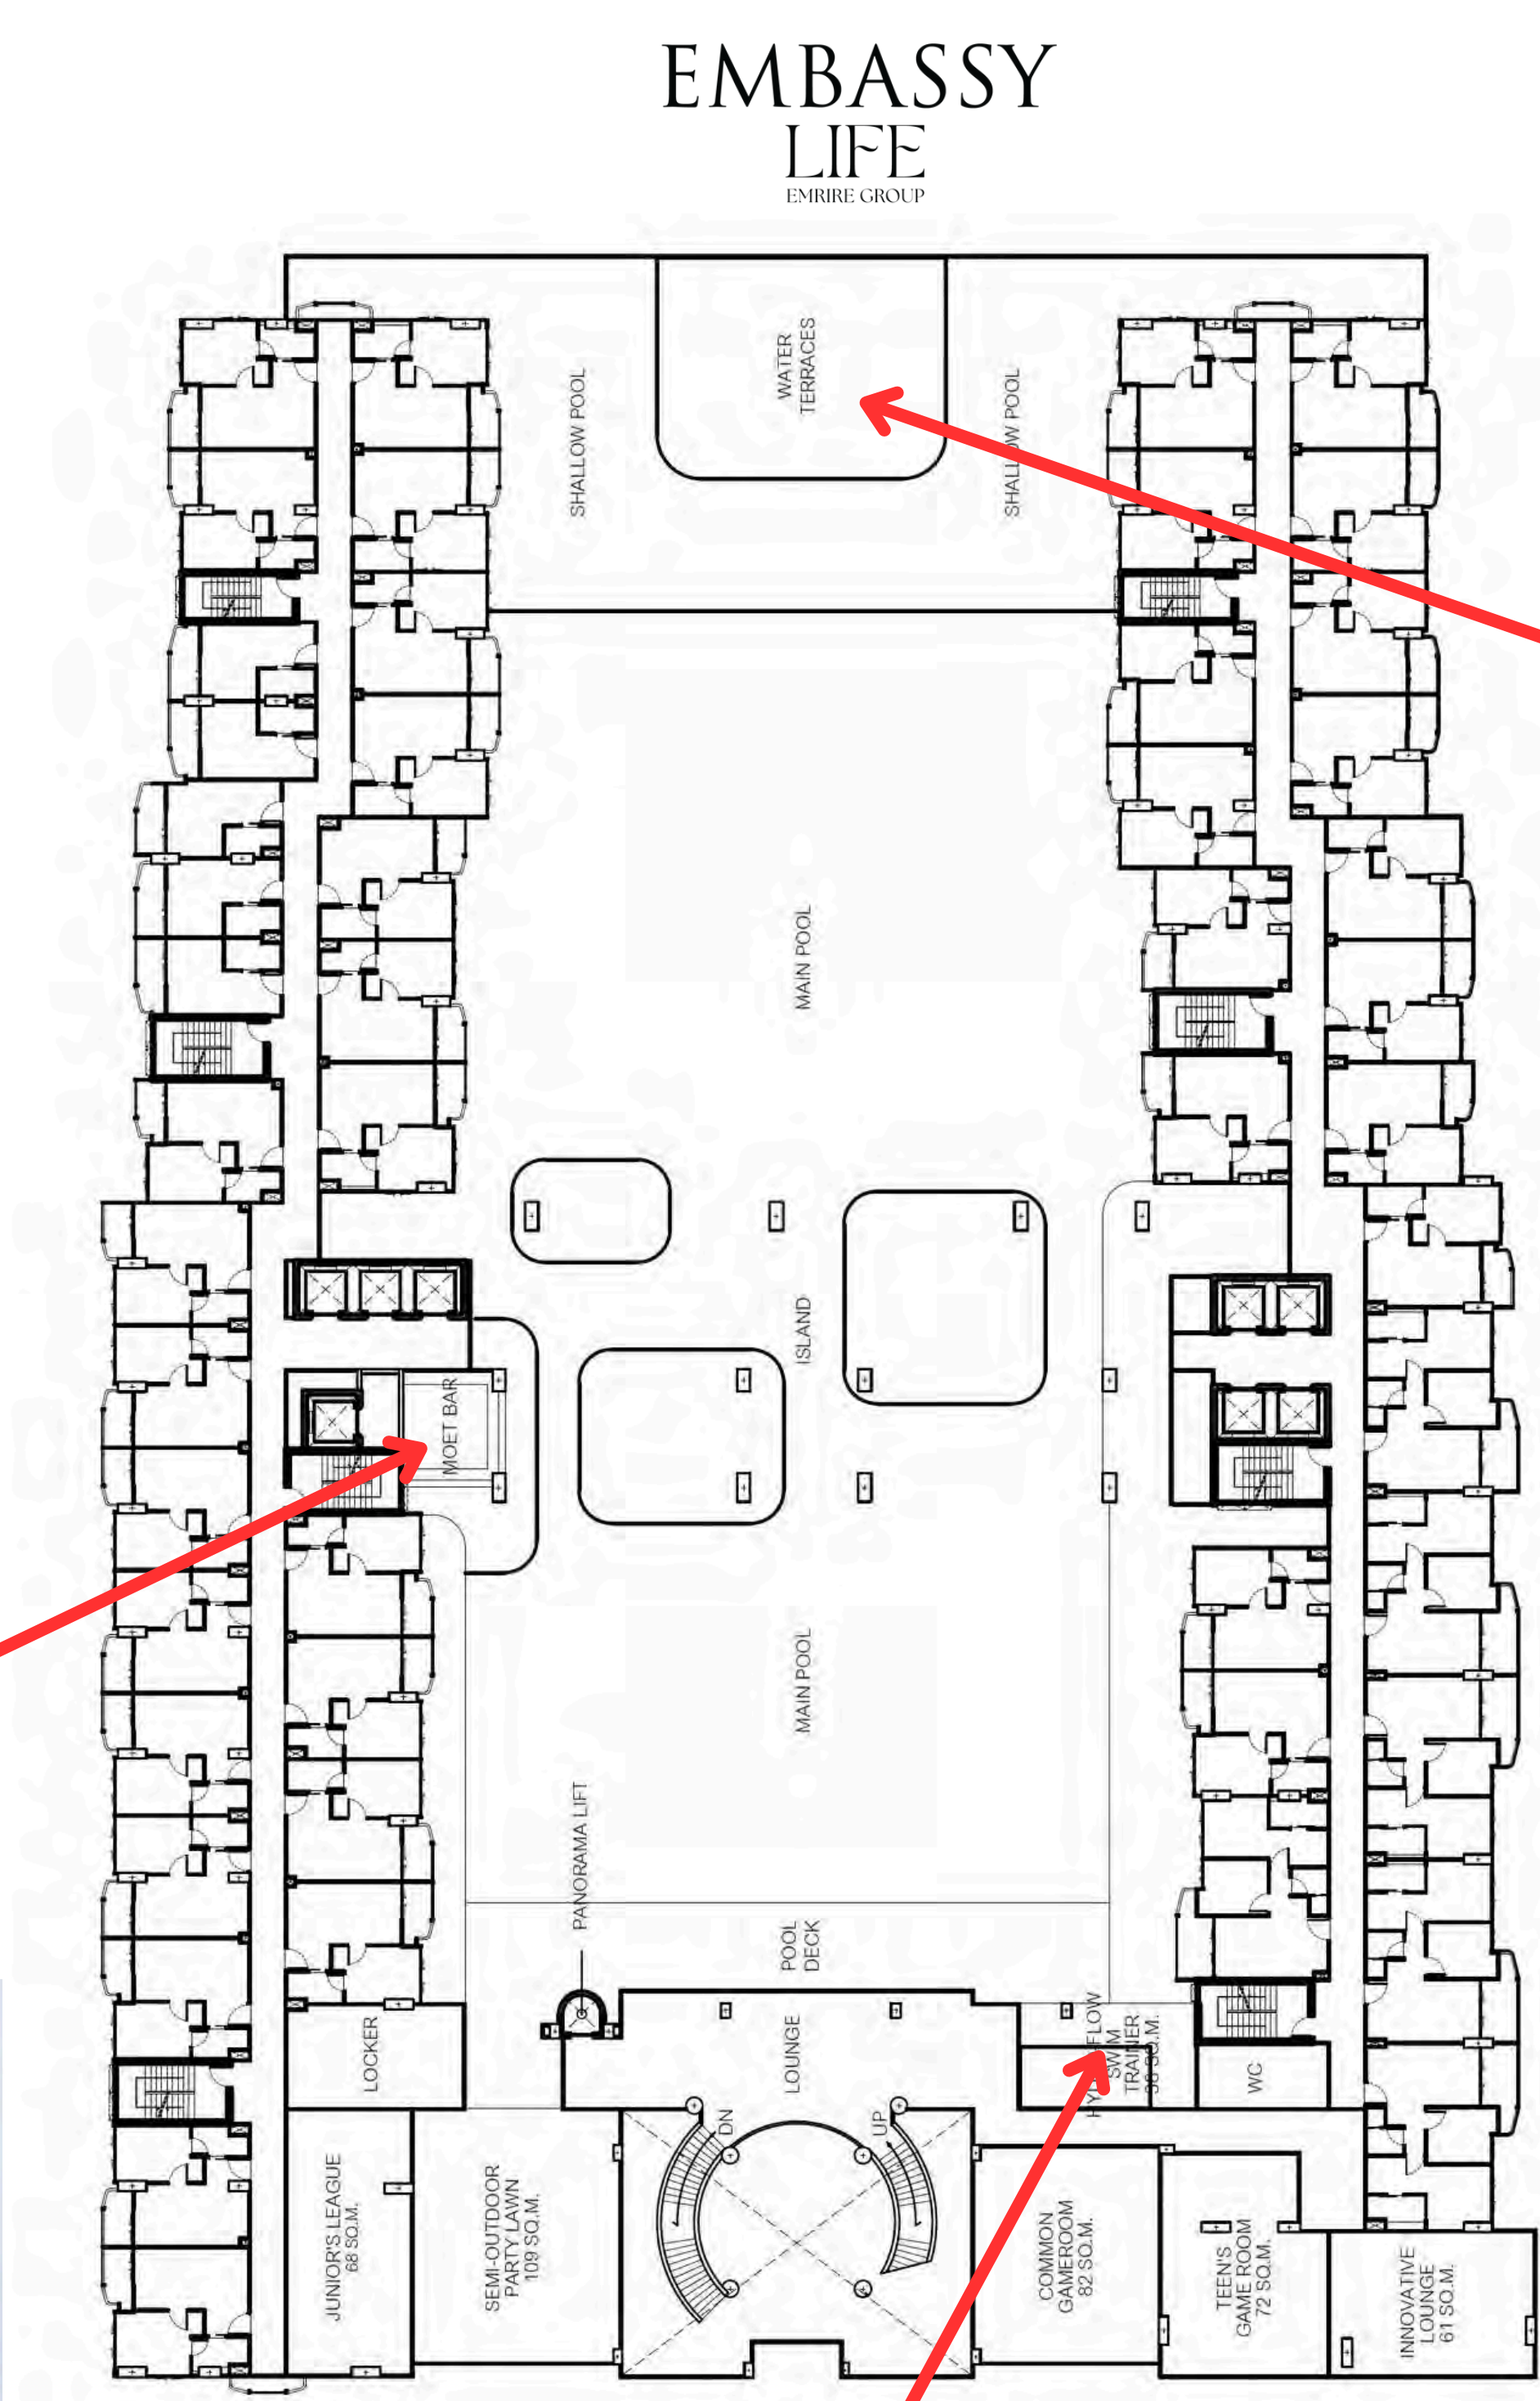 EMBASSY
LIFE
EMRIRE GROUP
WATER
TERRACES
SHALLOW POOL
SHALLOW POOL
MAIN POOL
ISLAND
MOET BAR
MAIN POOL
PANORAMA LIFT
POOL
DECK
LOUNGE
LOCKER
FLOW
SWIM
TRAINER
WC
DN
UP
JUNIOR'S LEAGUE
68 SQ.M.
SEMI-OUTDOOR
PARTY LAWN
109 SQ.M.
COMMON
GAMEROOM
82 SQ.M.
TEEN'S
GAME ROOM
72 SQ.M.
INNOVATIVE
LOUNGE
61 SQ.M.